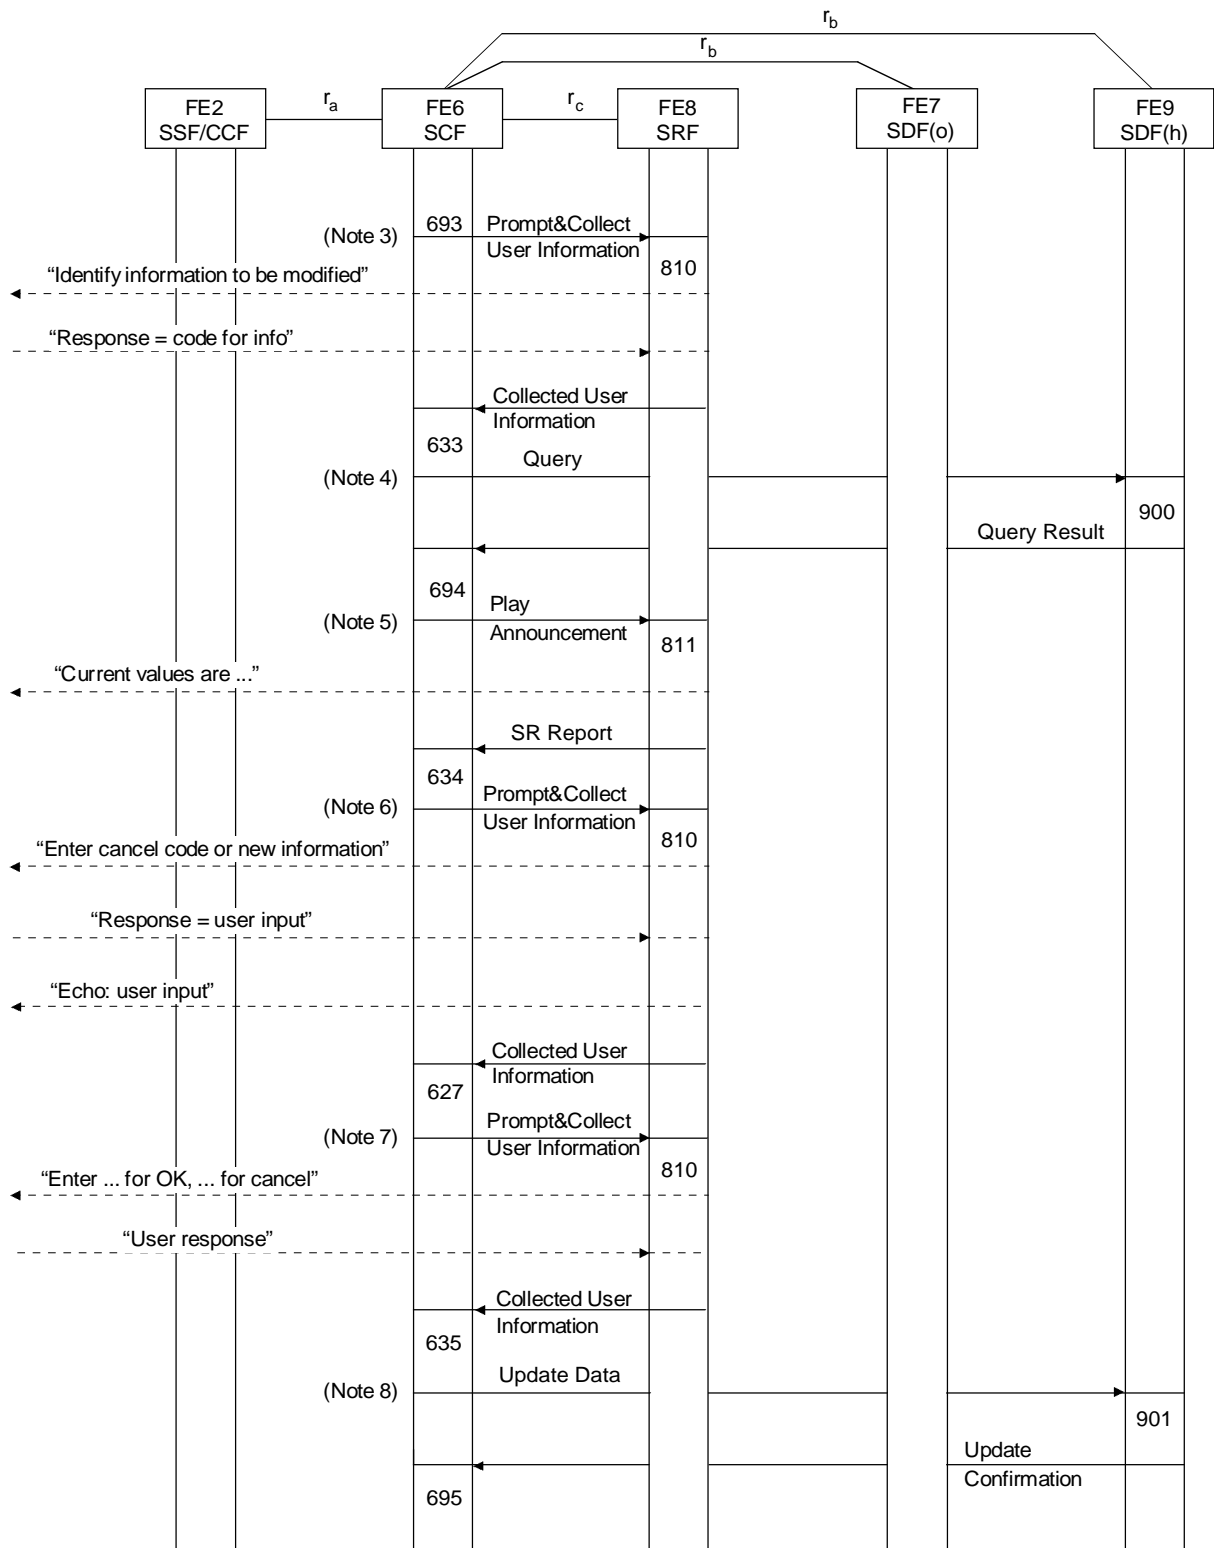 r_b
r_b
r_a
r_c
FE2
SSF/CCF
FE6
SCF
FE8
SRF
FE7
SDF(o)
FE9
SDF(h)
(Note 3)
693
Prompt&Collect
User Information
810
“Identify information to be modified”
“Response = code for info”
Collected User
Information
633
(Note 4)
Query
900
Query Result
694
(Note 5)
Play
Announcement
811
“Current values are ...”
SR Report
634
(Note 6)
Prompt&Collect
User Information
810
“Enter cancel code or new information”
“Response = user input”
“Echo: user input”
Collected User
Information
627
(Note 7)
Prompt&Collect
User Information
810
“Enter ... for OK, ... for cancel”
“User response”
Collected User
Information
635
(Note 8)
Update Data
901
Update
Confirmation
695